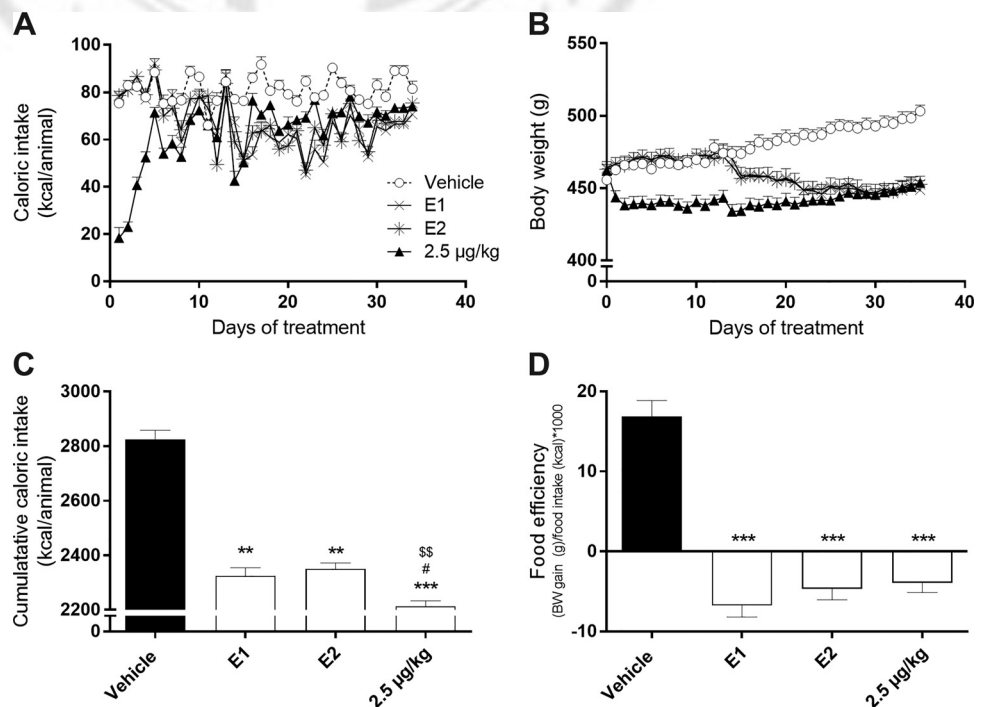 A
Caloric intake
(kcal/animal)
100
80
60
40
20
0
0
10
20
30
40
Days of treatment
Vehicle
E1
E2
2.5 µg/kg
B
Body weight (g)
550
500
450
400
0
0
10
20
30
40
Days of treatment
C
Cumulatative caloric intake
(kcal/animal)
3000
2800
2600
2400
2200
0
**
**
$$
#
***
Vehicle
E1
E2
2.5 µg/kg
D
Food efficiency
(BW gain (g)/food intake (kcal)*1000
20
10
0
-10
***
***
***
Vehicle
E1
E2
2.5 µg/kg